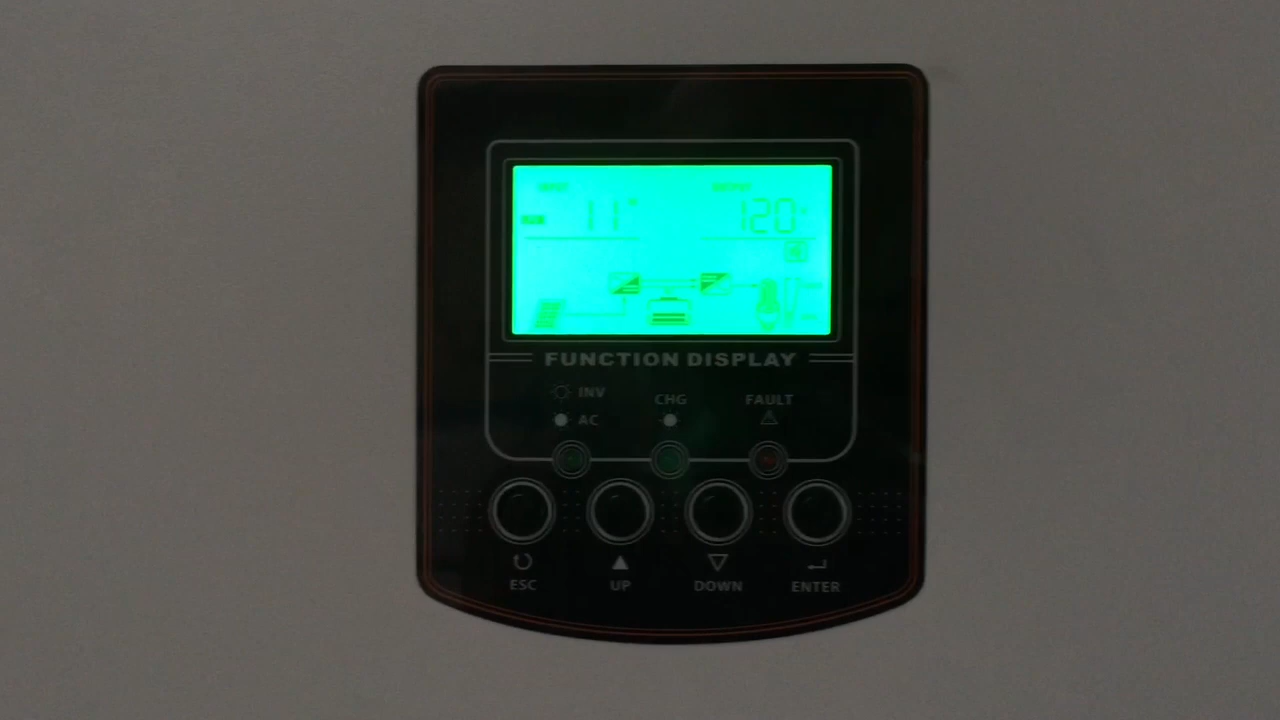 11 120
FUNCTION DISPLAY
INV
AC
CHG
FAULT
ESC UP DOWN ENTER